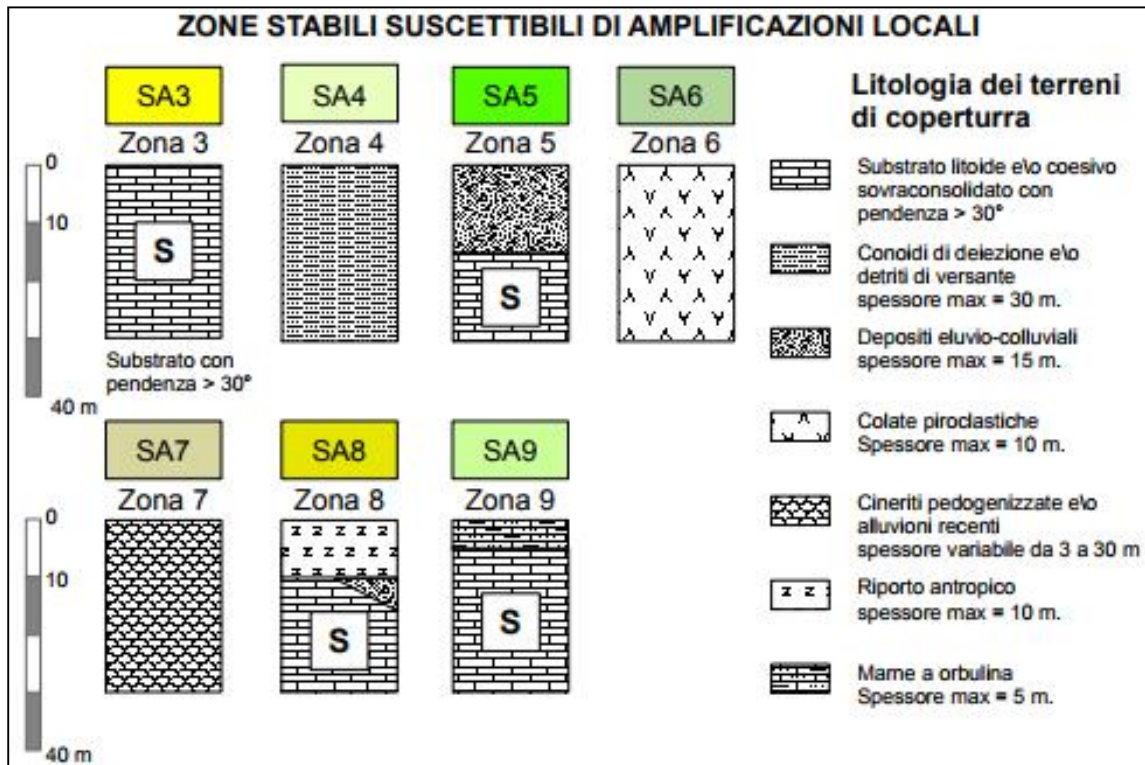 ZONE STABILI SUSCETTIBILI DI AMPLIFICAZIONI LOCALI
SA3
SA4
SA5
SA6
Zona 3
Zona 4
Zona 5
Zona 6
0
10
40 m
S
S
Substrato con
pendenza > 30°
SA7
SA8
SA9
Zona 7
Zona 8
Zona 9
0
10
40 m
S
S
Litologia dei terreni
di coperturra
Substrato litoide e\o coesivo
sovraconsolidato con
pendenza > 30°
Conoidi di deiezione e\o
detriti di versante
spessore max = 30 m.
Depositi eluvio-colluviali
spessore max = 15 m.
Colate piroclastiche
Spessore max = 10 m.
Cineriti pedogenizzate e\o
alluvioni recenti
spessore variabile da 3 a 30 m
Riporto antropico
spessore max = 10 m.
Marne a orbulina
Spessore max = 5 m.